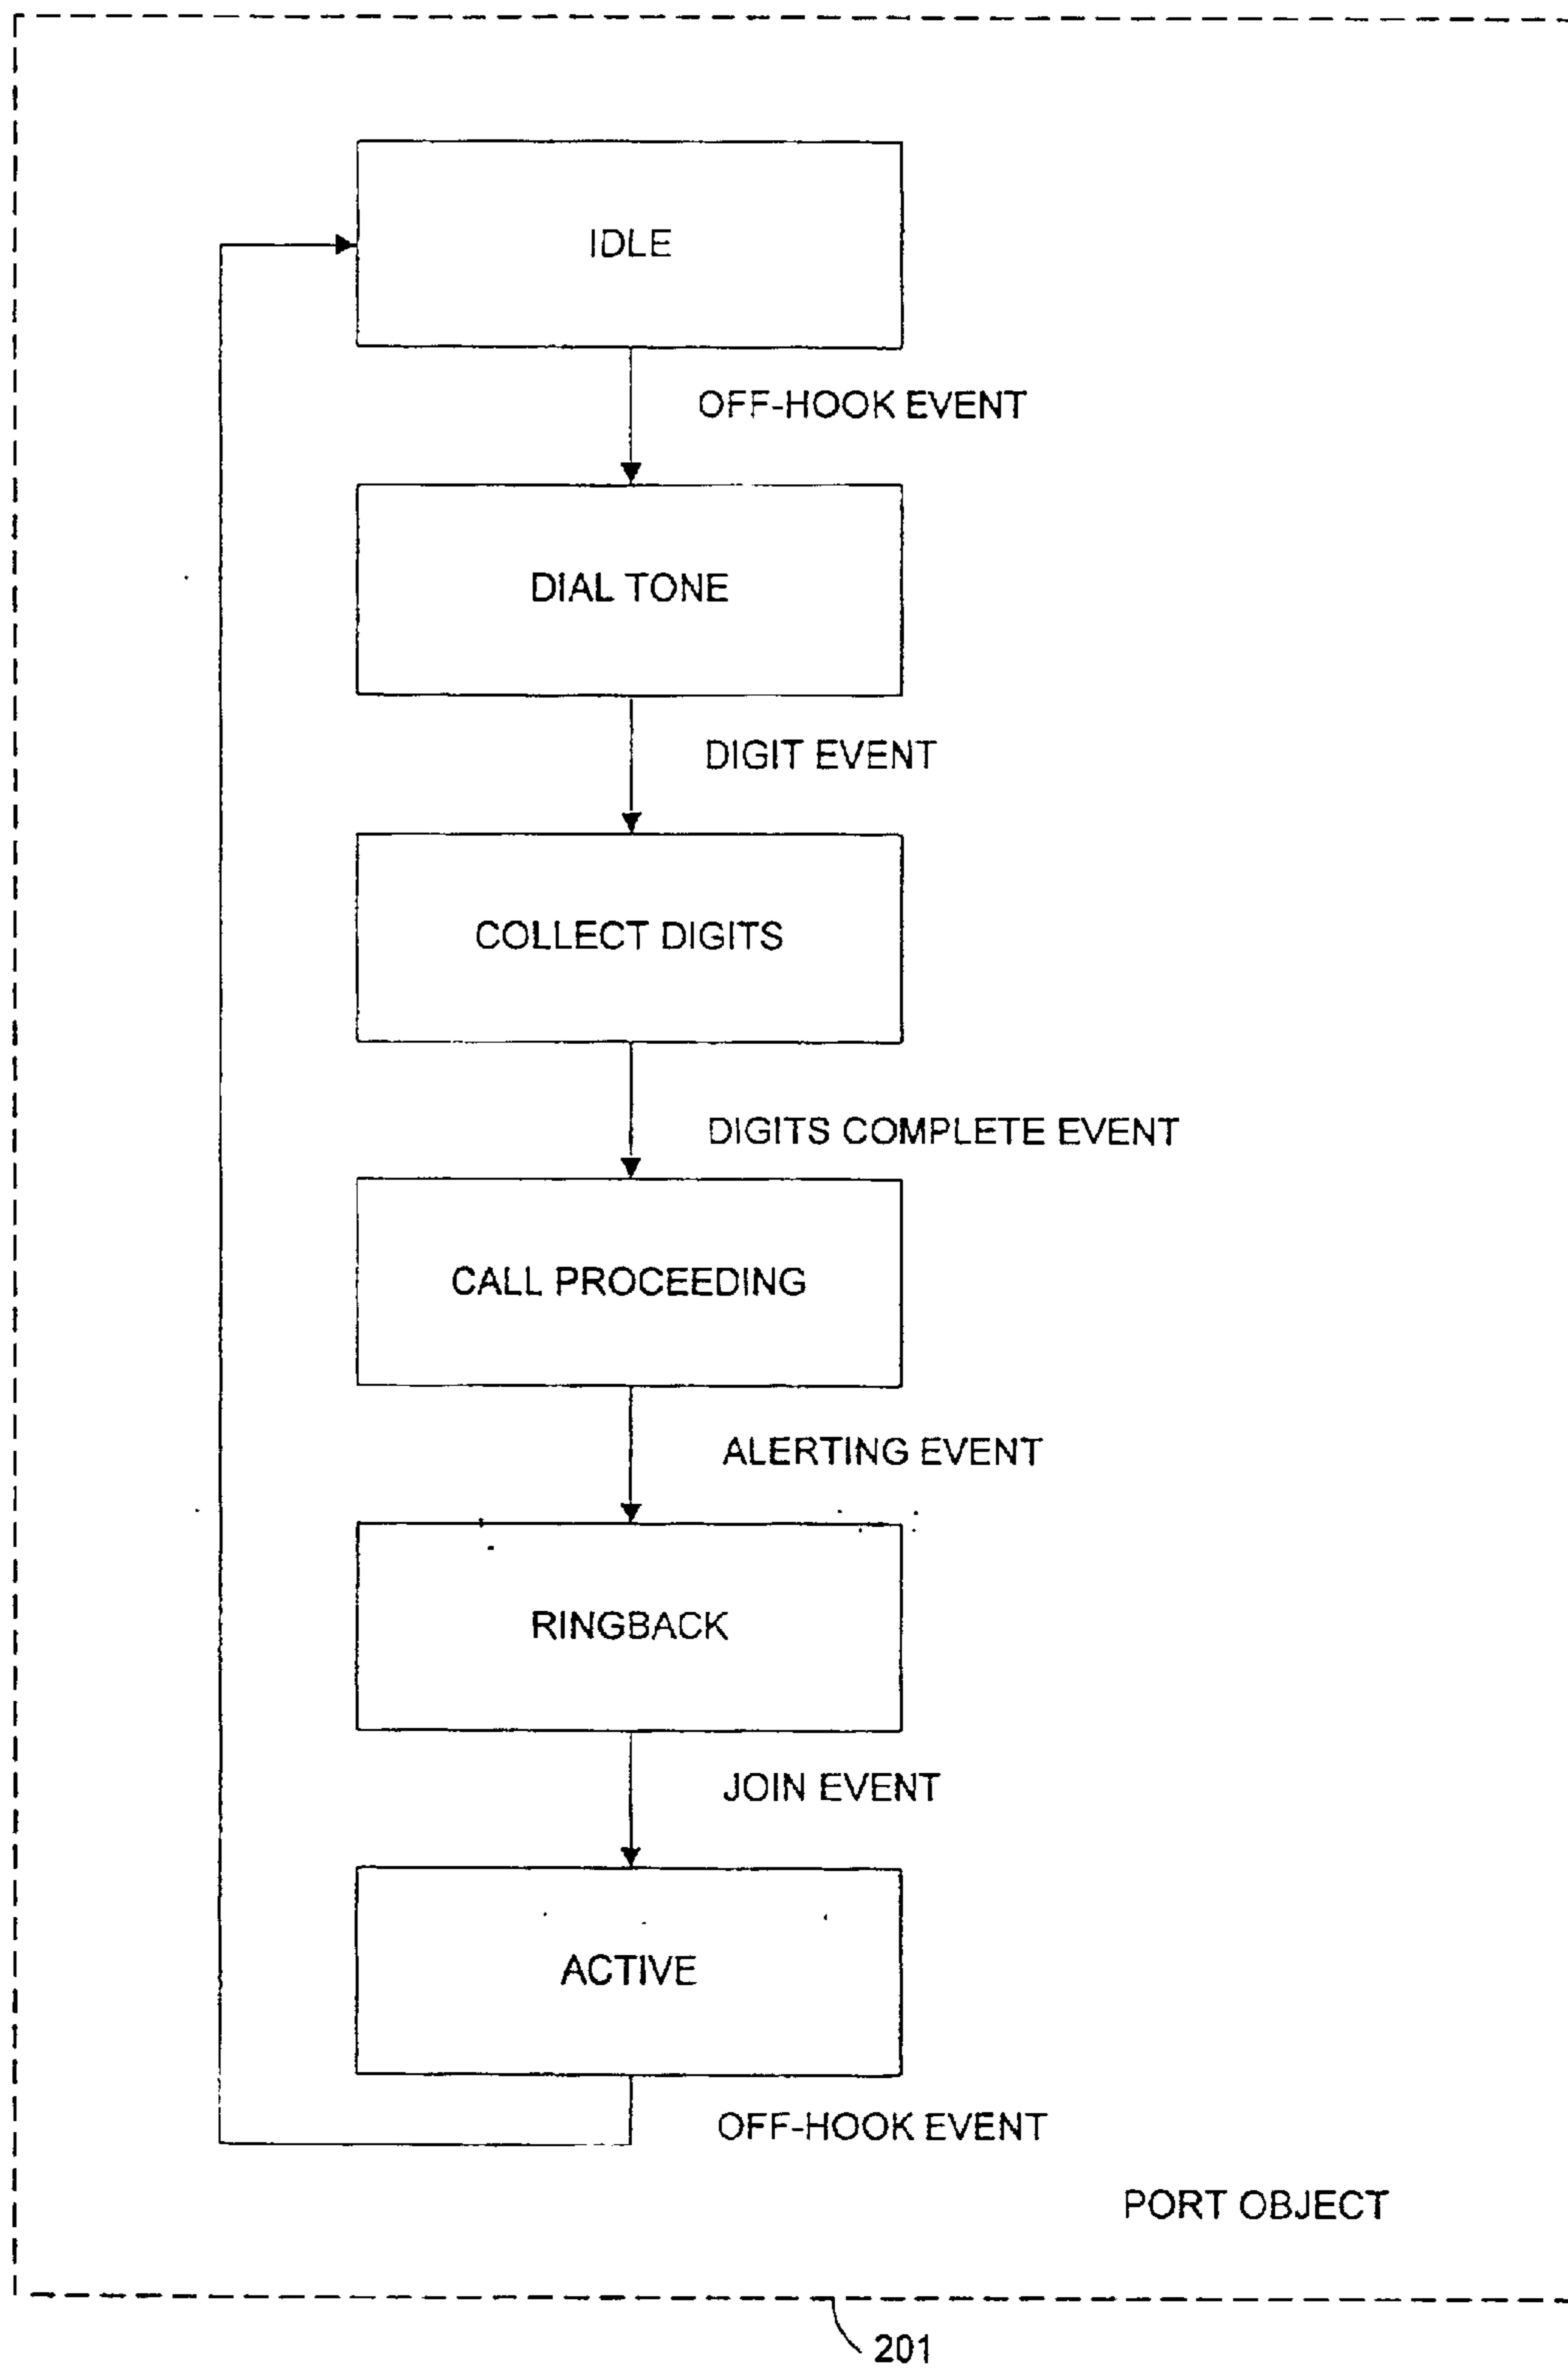 IDLE
OFF-HOOK EVENT
DIAL TONE
DIGIT EVENT
COLLECT DIGITS
DIGITS COMPLETE EVENT
CALL PROCEEDING
ALERTING EVENT
RINGBACK
JOIN EVENT
ACTIVE
OFF-HOOK EVENT
PORT OBJECT
201